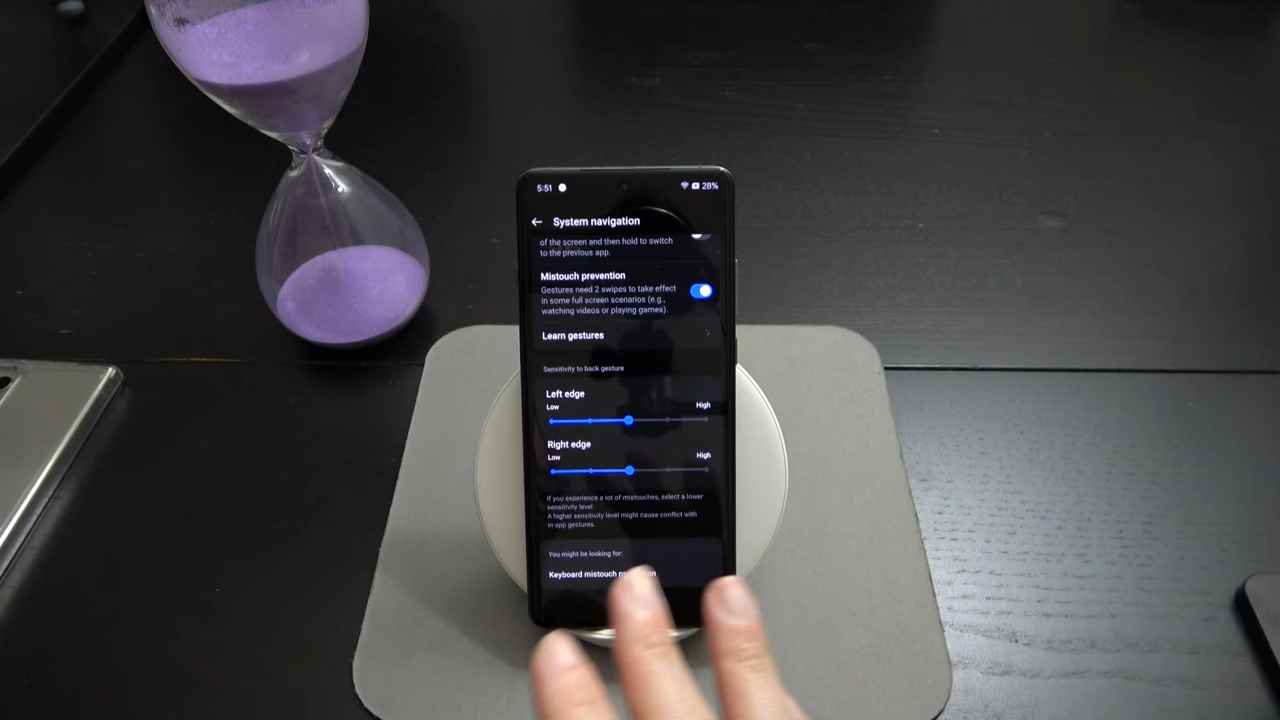 5:51 28%
System navigation
of the screen and then hold to switch
to the previous app.
Mistouch prevention
Gestures need 2 swipes to take effect
in some full screen scenarios (e.g.,
watching videos or playing games).
Learn gestures
Sensitivity to back gesture
Left edge
Low High
Right edge
Low High
If you experience a lot of mistouches, select a lower
sensitivity level.
A higher sensitivity level might cause conflict with
in-app gestures.
You might be looking for:
Keyboard mistouch